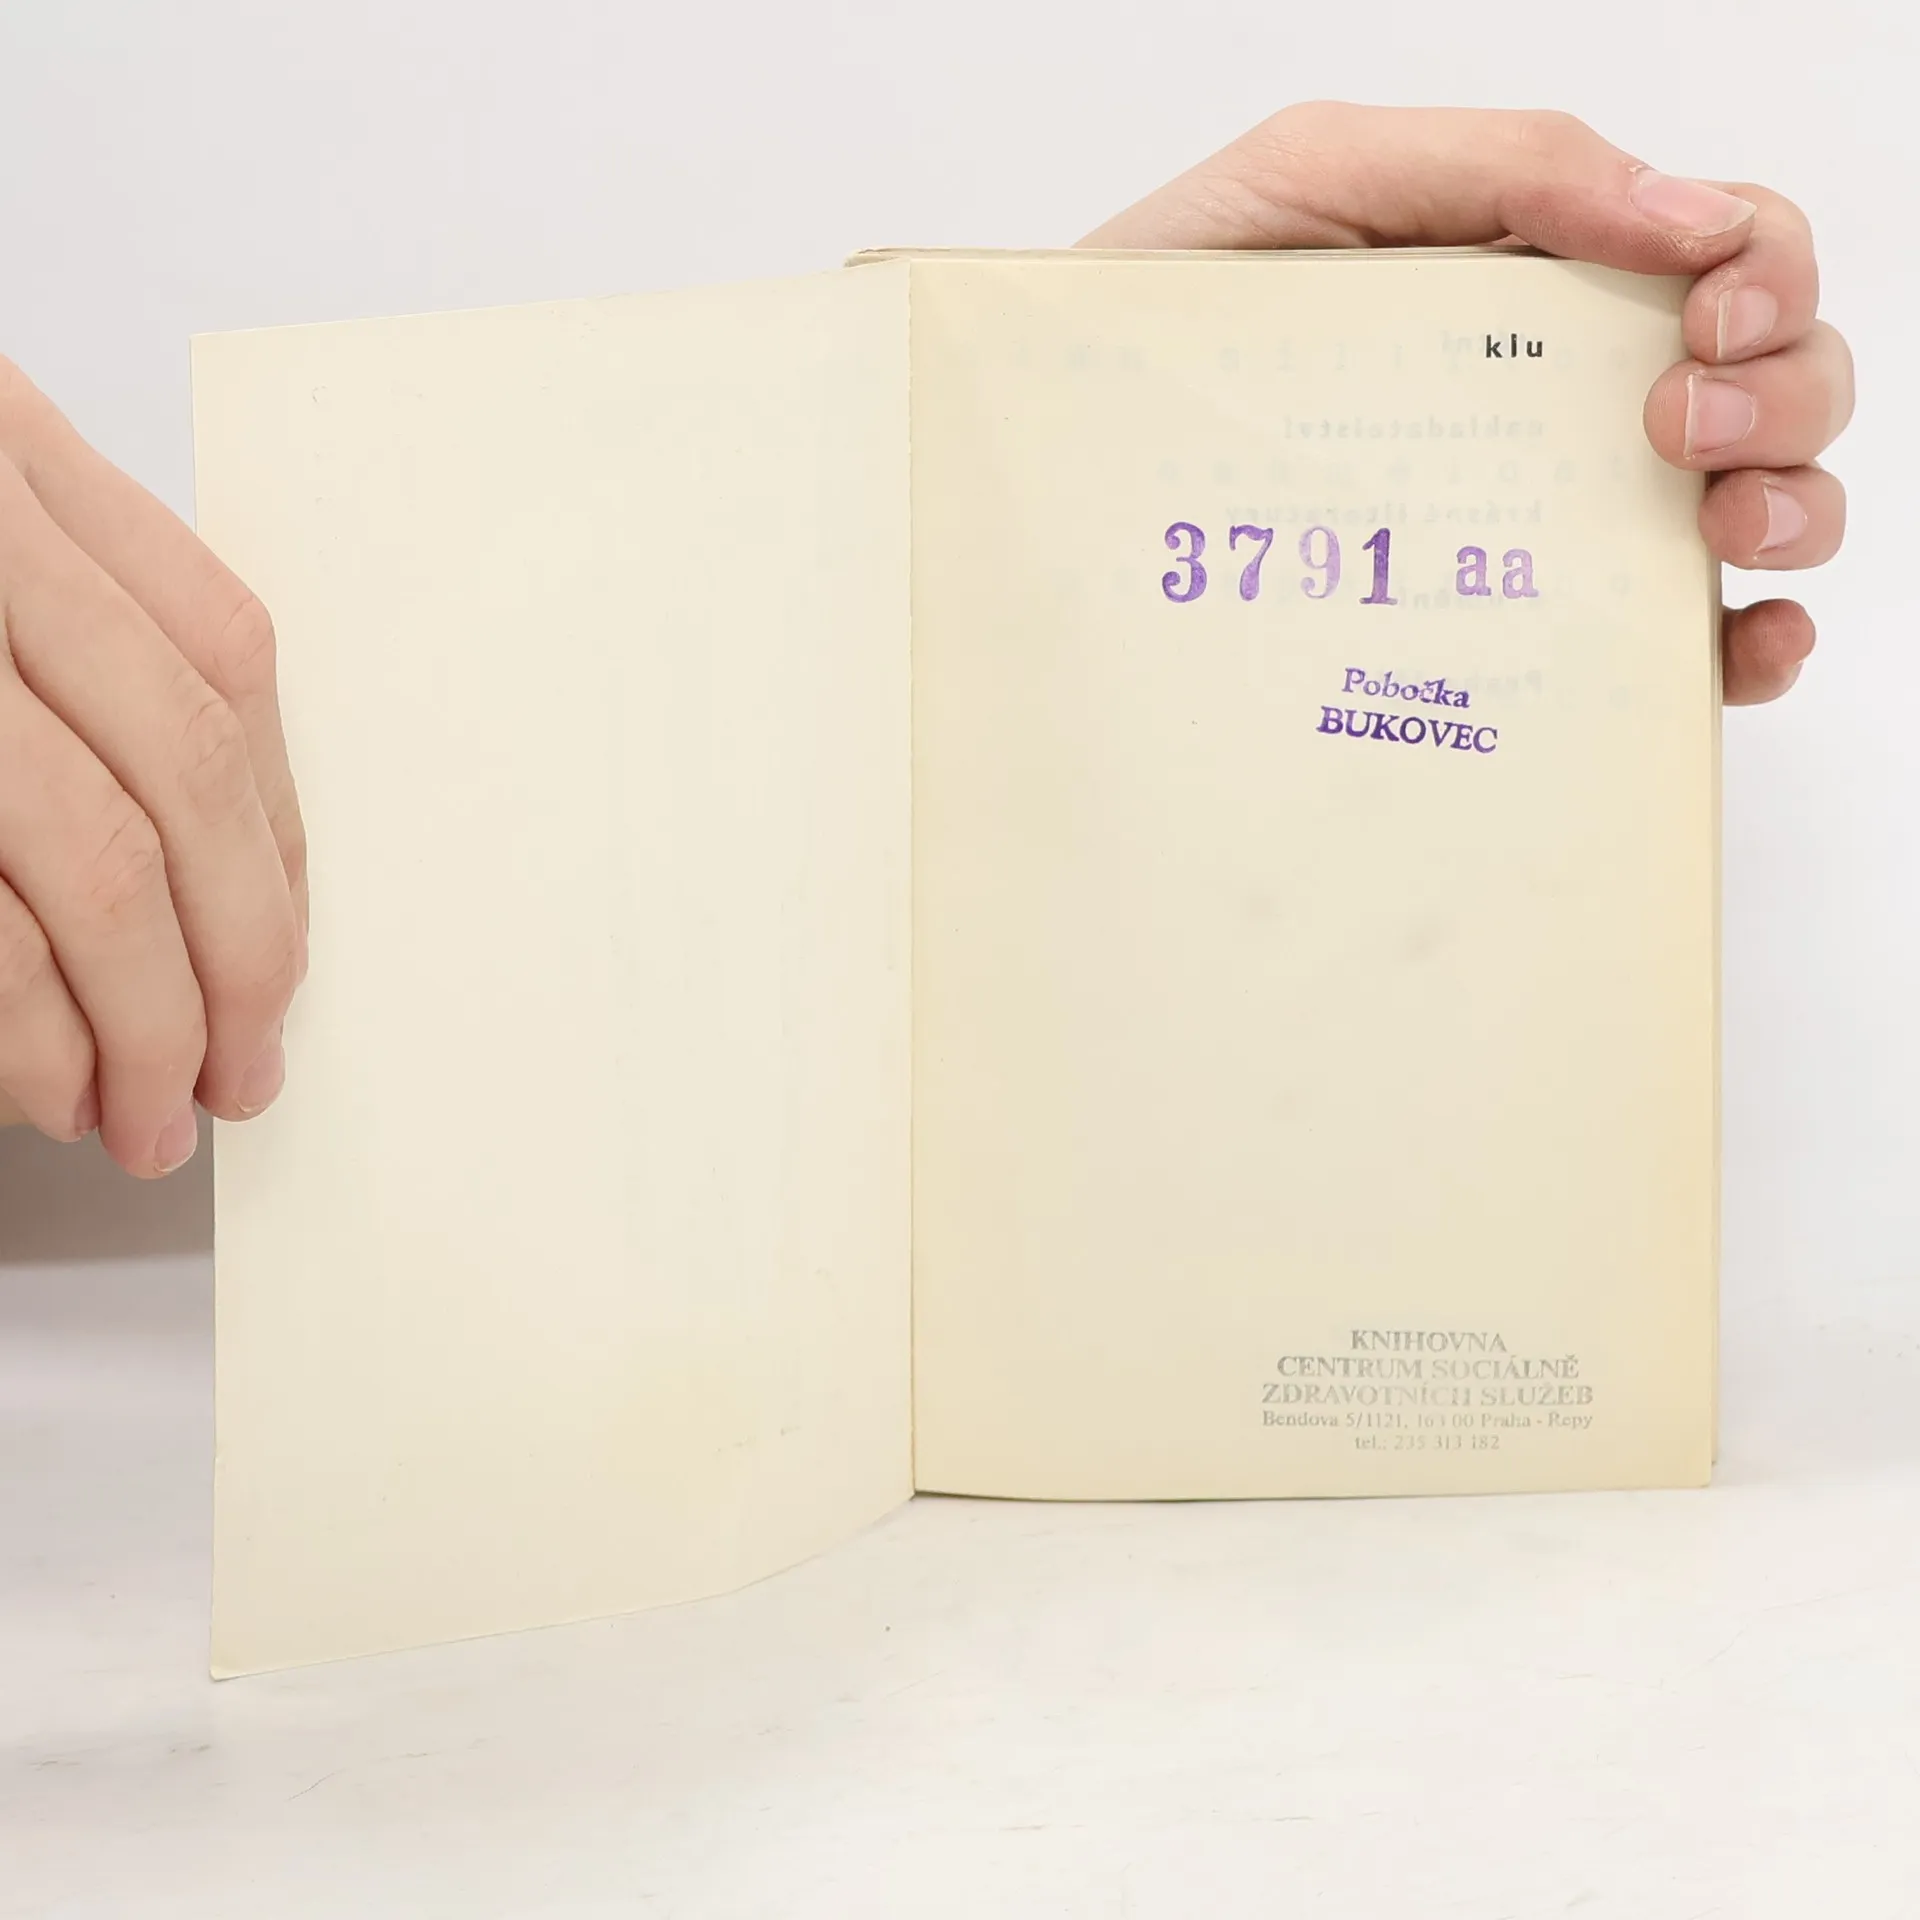 klu
3791 aa
Pobočka
BUKOVEC
KNIHOVNA
CENTRUM SOCIÁLNĚ
ZDRAVOTNÍCH SLUŽEB
Bendova 5/1121, 163 00 Praha - Řepy
tel.: 235 313 182